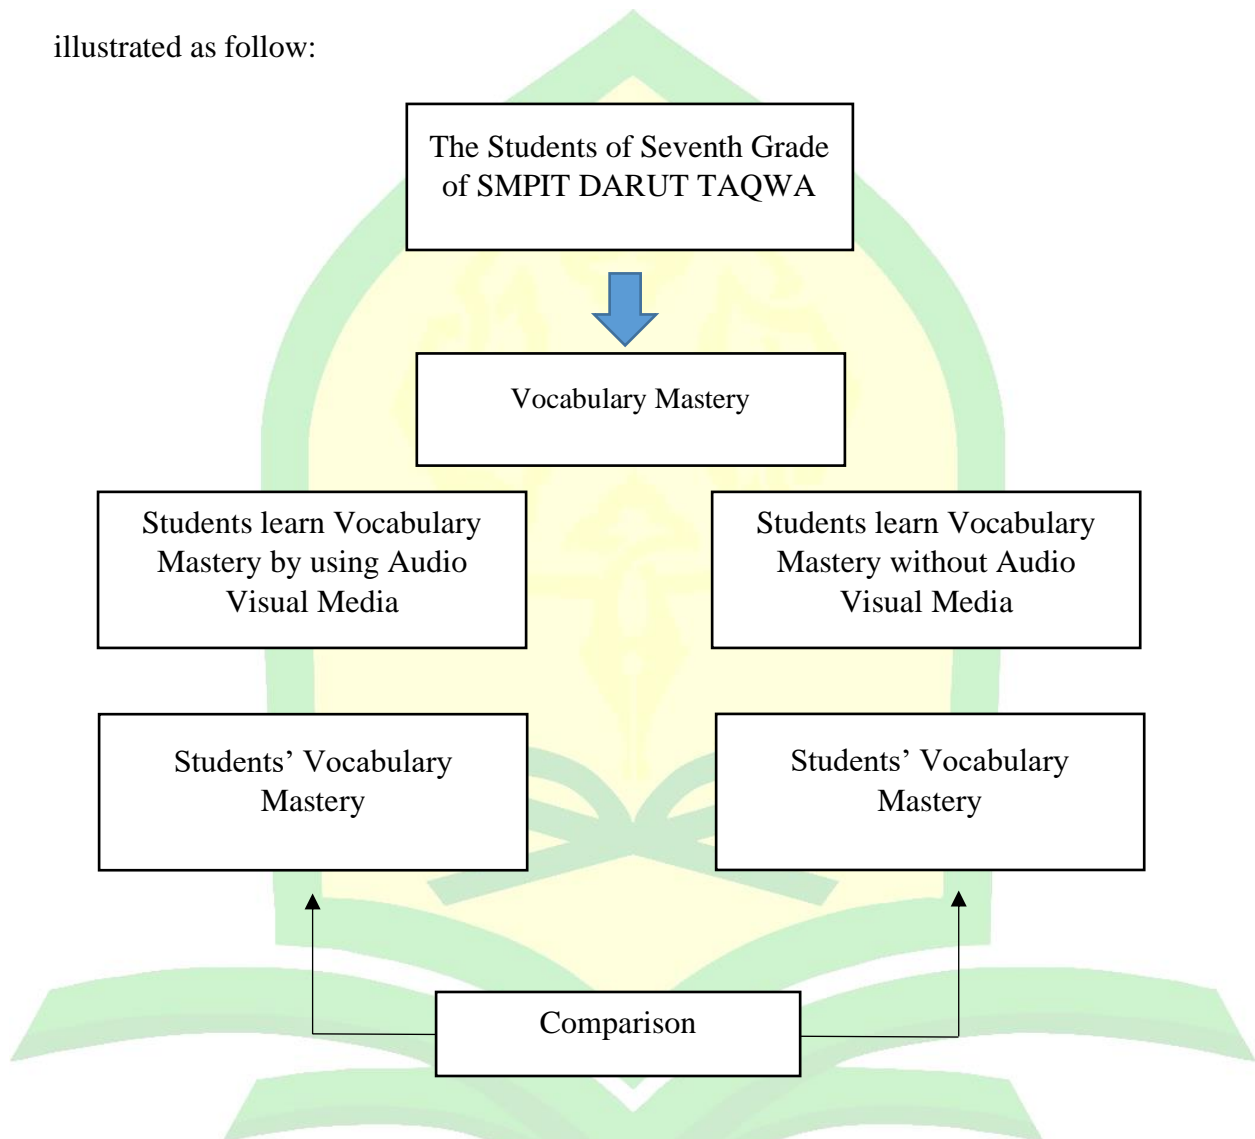 illustrated as follow:
The Students of Seventh Grade
of SMPIT DARUT TAQWA
Vocabulary Mastery
Students learn Vocabulary
Mastery by using Audio
Visual Media
Students learn Vocabulary
Mastery without Audio
Visual Media
Students’ Vocabulary
Mastery
Students’ Vocabulary
Mastery
Comparison